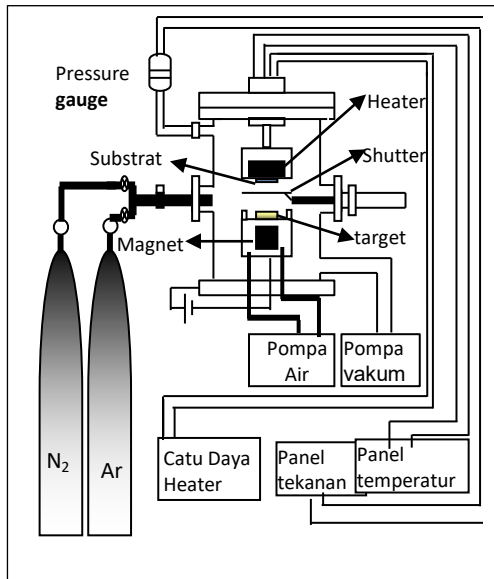 Pressure
gauge
Heater
Substrat
Shutter
Magnet
target
Pompa
Air
Pompa
vakum
N₂
Ar
Catu Daya
Heater
Panel
tekanan
Panel
temperatur